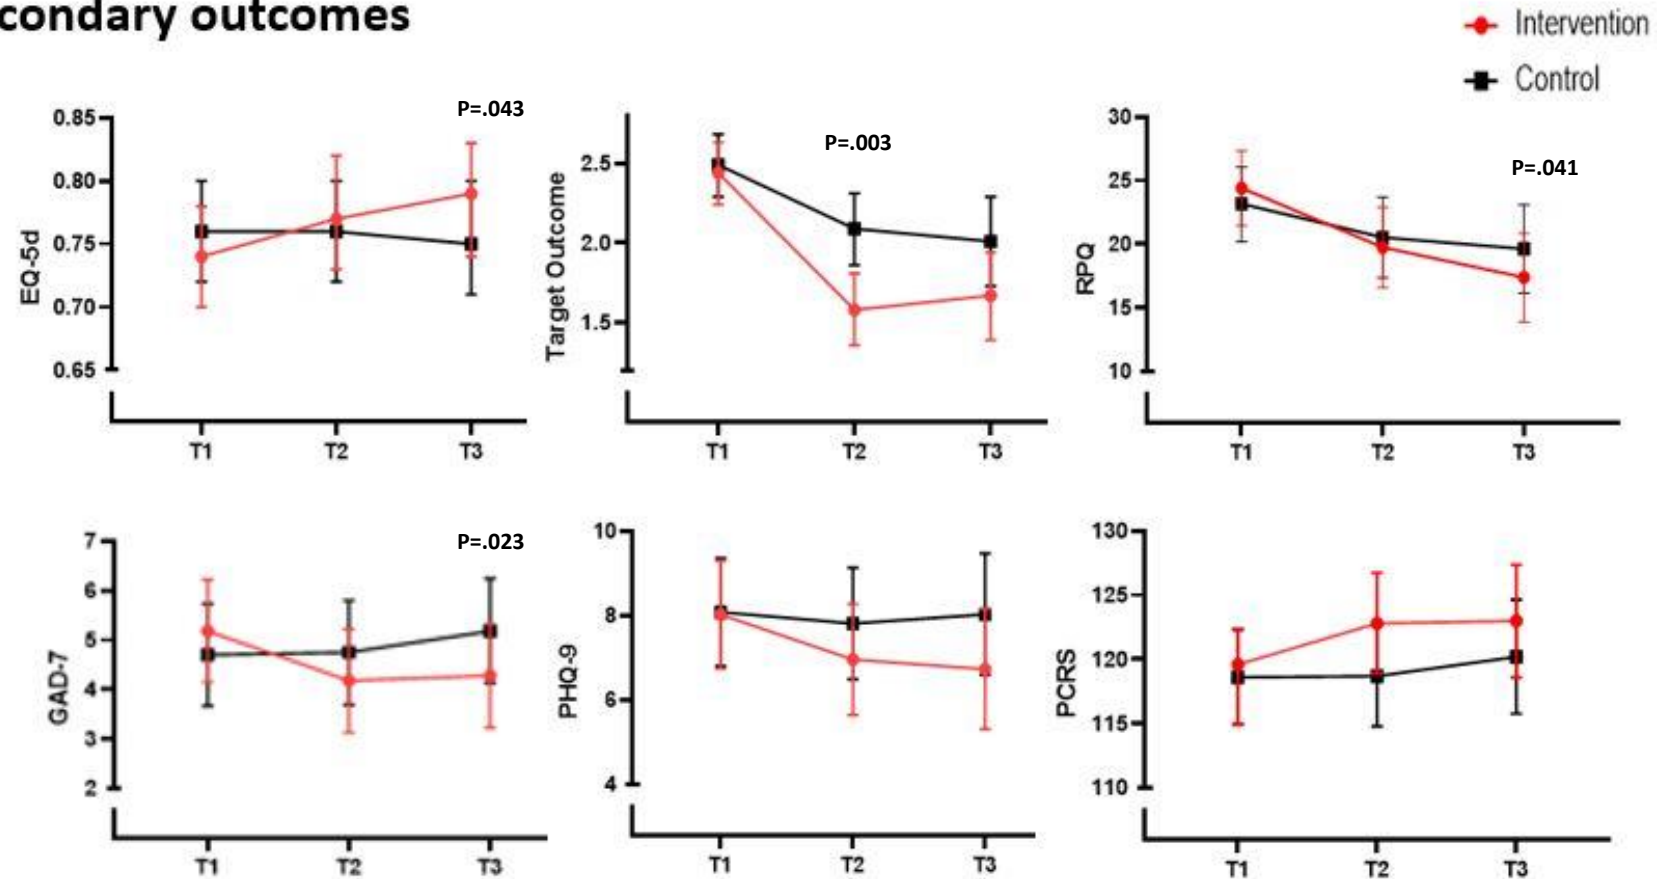 condary outcomes
Intervention
Control
P=.043
0.85
0.80
0.75
0.70
0.65
EQ-5d
T1 T2 T3
P=.003
2.5
2.0
1.5
Target Outcome
T1 T2 T3
P=.041
30
25
20
15
10
RPQ
T1 T2 T3
P=.023
7
6
5
4
3
2
GAD-7
T1 T2 T3
10
8
6
4
PHQ-9
T1 T2 T3
130
125
120
115
110
PCRS
T1 T2 T3